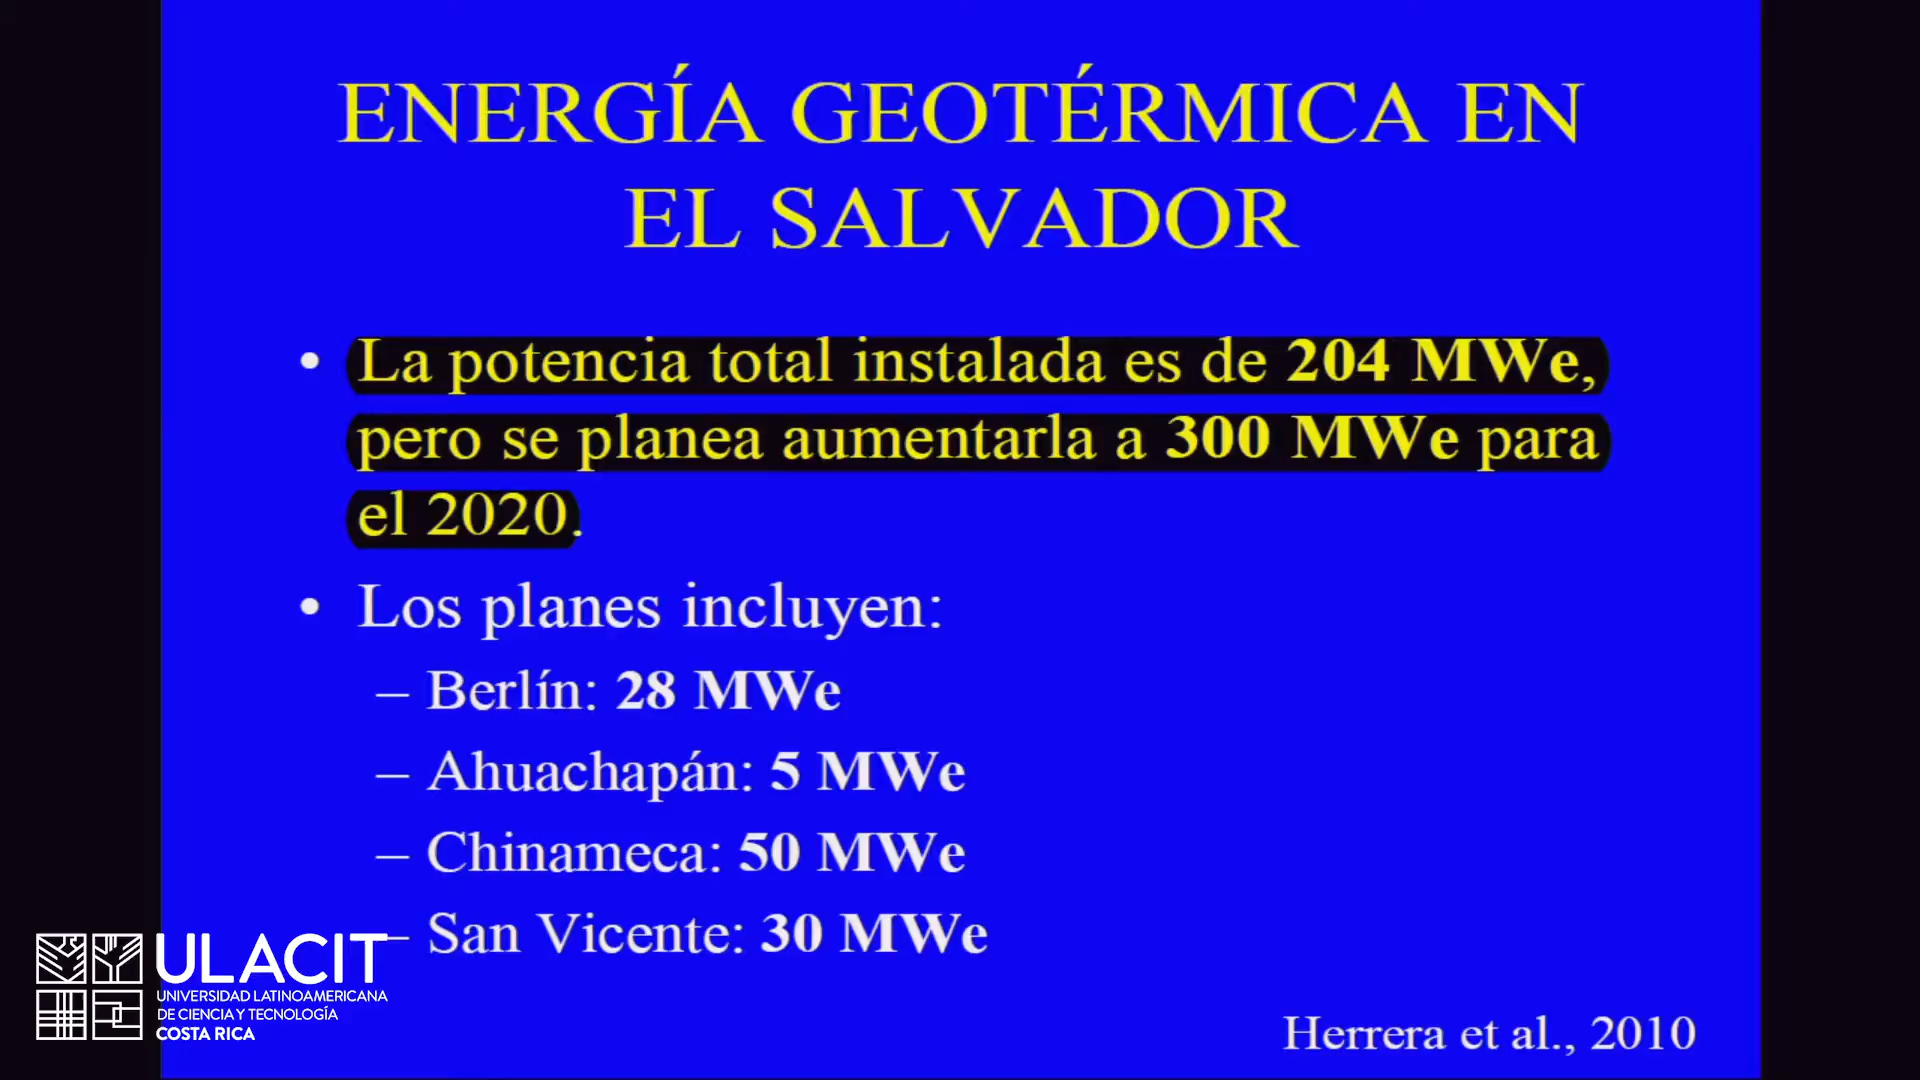 ENERGÍA GEOTÉRMICA EN
EL SALVADOR
• La potencia total instalada es de 204 MWe,
pero se planea aumentarla a 300 MWe para
el 2020.
• Los planes incluyen:
– Berlín: 28 MWe
– Ahuachapán: 5 MWe
– Chinameca: 50 MWe
– San Vicente: 30 MWe
ULACIT
UNIVERSIDAD LATINOAMERICANA
DE CIENCIA Y TECNOLOGÍA
COSTA RICA
Herrera et al., 2010